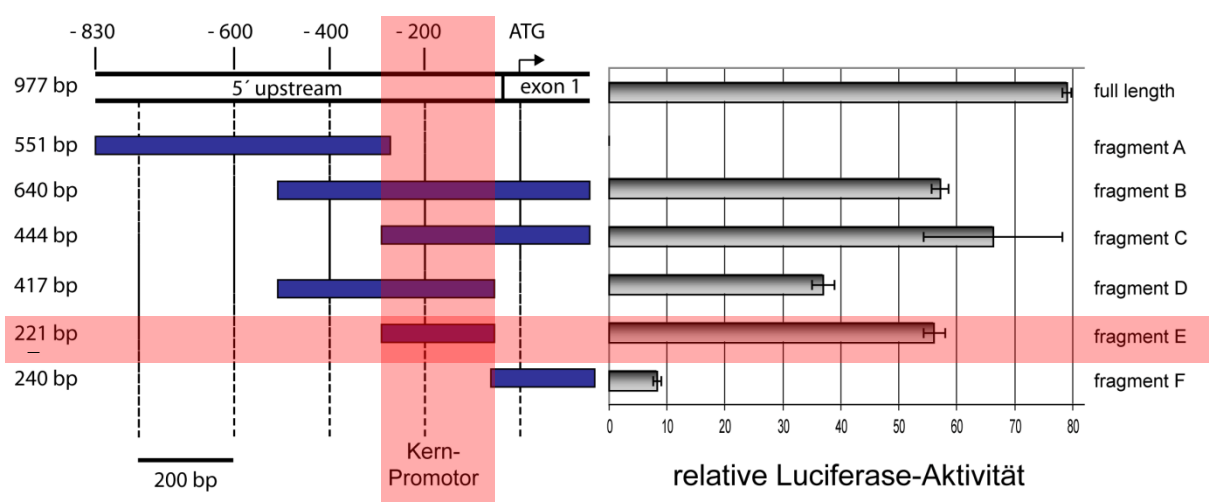 - 830 - 600 - 400 - 200 ATG
977 bp 5´ upstream exon 1 full length
551 bp fragment A
640 bp fragment B
444 bp fragment C
417 bp fragment D
221 bp fragment E
240 bp fragment F
0 10 20 30 40 50 60 70 80
200 bp
Kern-
Promotor
relative Luciferase-Aktivität